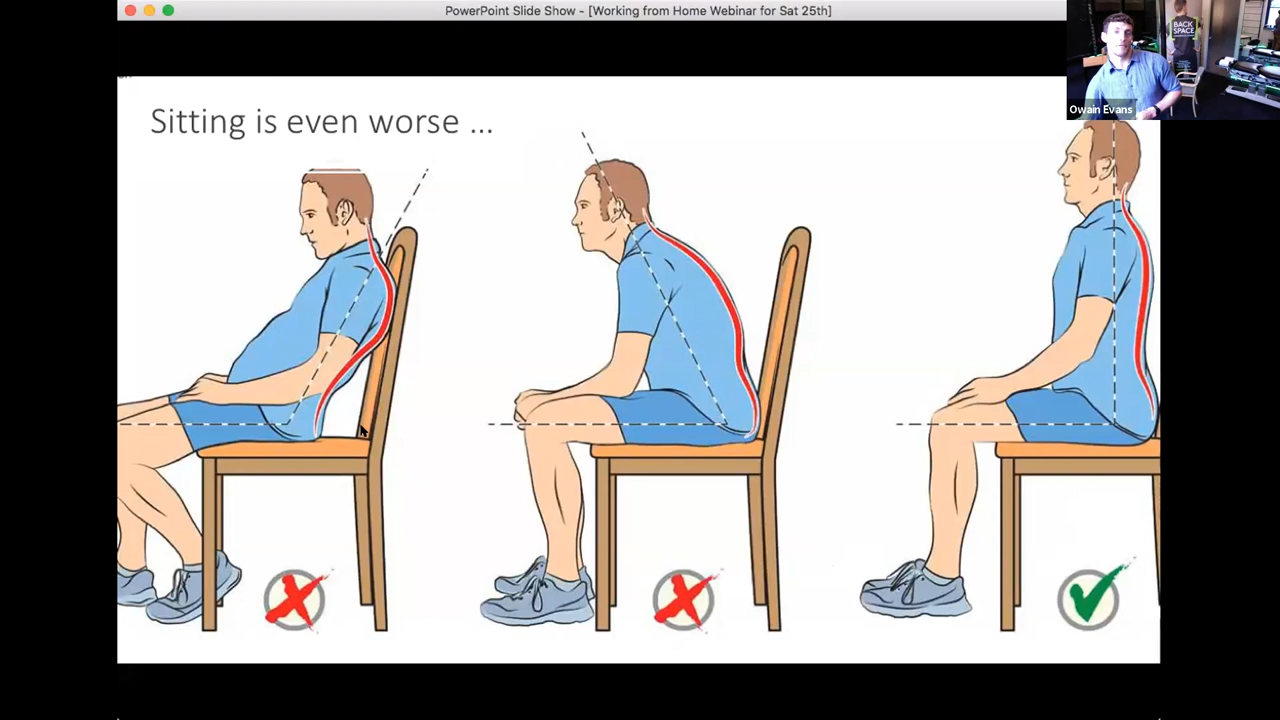 PowerPoint Slide Show - [Working from Home Webinar for Sat 25th]
BACK
SPACE
Owain Evans
Sitting is even worse ...